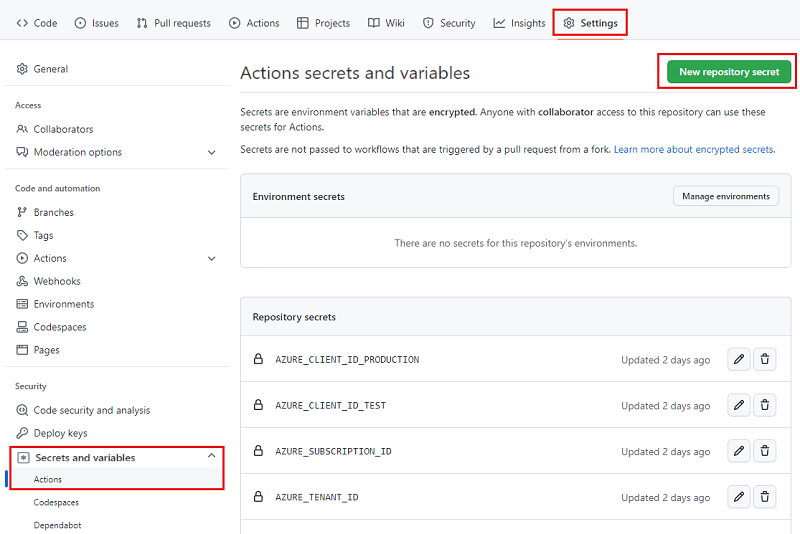 Code Issues Pull requests Actions Projects Wiki Security Insights Settings
General
Access
Collaborators
Moderation options
Code and automation
Branches
Tags
Actions
Webhooks
Environments
Codespaces
Pages
Security
Code security and analysis
Deploy keys
Secrets and variables
Actions
Codespaces
Dependabot
Actions secrets and variables
New repository secret
Secrets are environment variables that are encrypted. Anyone with collaborator access to this repository can use these
secrets for Actions.
Secrets are not passed to workflows that are triggered by a pull request from a fork. Learn more about encrypted secrets.
Environment secrets
Manage environments
There are no secrets for this repository's environments.
Repository secrets
AZURE_CLIENT_ID_PRODUCTION Updated 2 days ago
AZURE_CLIENT_ID_TEST Updated 2 days ago
AZURE_SUBSCRIPTION_ID Updated 2 days ago
AZURE_TENANT_ID Updated 2 days ago